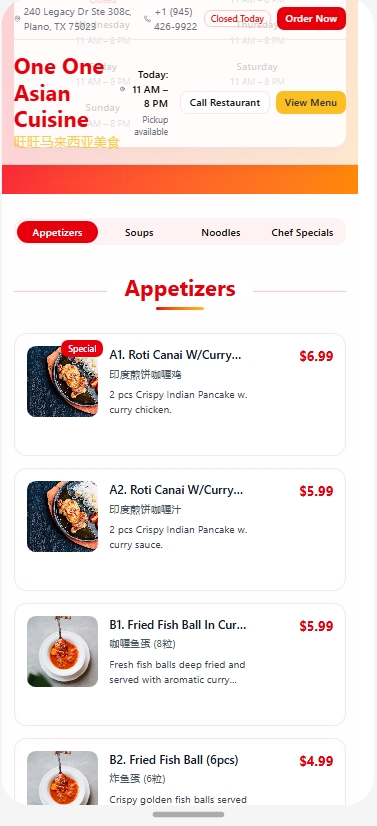 Closed
240 Legacy Dr Ste 308c,
Plano, TX 75023
+1 (945)
426-9922
Closed Today
Order Now
Wednesday
11 AM – 8 PM
Thursday
11 AM – 8 PM
One One
Asian
Cuisine
旺旺马来西亚美食
Today:
11 AM –
8 PM
Pickup
available
Saturday
11 AM – 8 PM
Sunday
11 AM – 8 PM
Call Restaurant
View Menu
Appetizers
Soups
Noodles
Chef Specials
Appetizers
Special
A1. Roti Canai W/Curry...
$6.99
印度煎饼咖喱鸡
2 pcs Crispy Indian Pancake w.
curry chicken.
A2. Roti Canai W/Curry...
$5.99
印度煎饼咖喱汁
2 pcs Crispy Indian Pancake w.
curry sauce.
B1. Fried Fish Ball In Cur...
$5.99
咖喱鱼蛋 (8粒)
Fresh fish balls deep fried and
served with aromatic curry...
B2. Fried Fish Ball (6pcs)
$4.99
炸鱼蛋 (6粒)
Crispy golden fish balls served